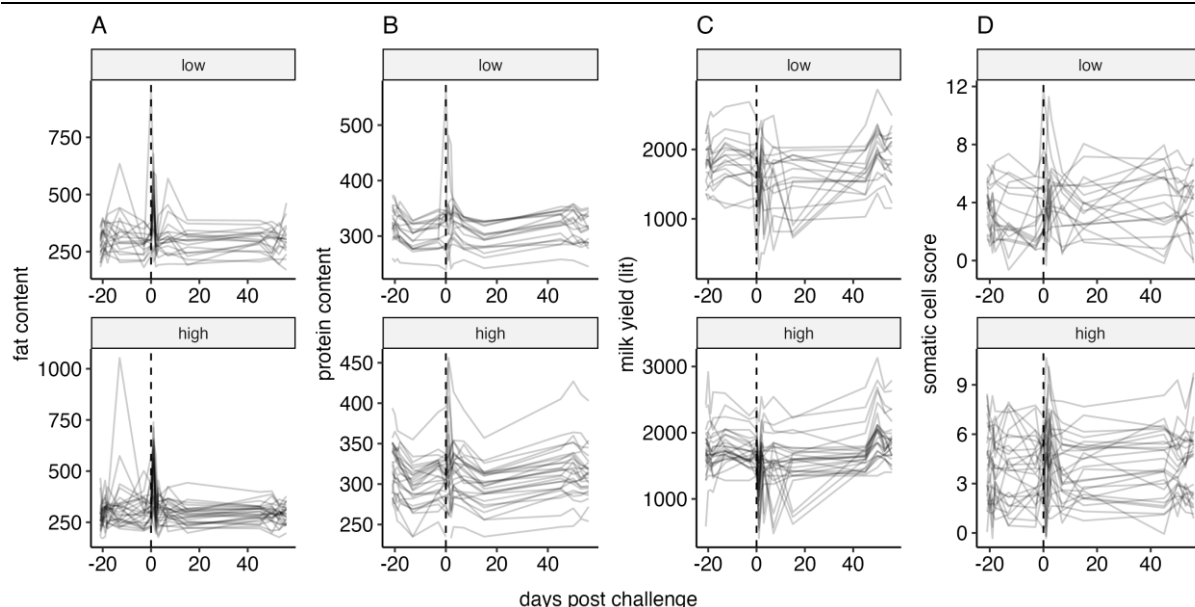 A
B
C
D
low
low
low
low
750
500
250
500
400
300
2000
1000
12
8
4
0
-20 0 20 40
-20 0 20 40
-20 0 20 40
-20 0 20 40
fat content
protein content
milk yield (lit)
somatic cell score
high
high
high
high
1000
750
500
250
450
400
350
300
250
3000
2000
1000
9
6
3
0
-20 0 20 40
-20 0 20 40
-20 0 20 40
-20 0 20 40
days post challenge